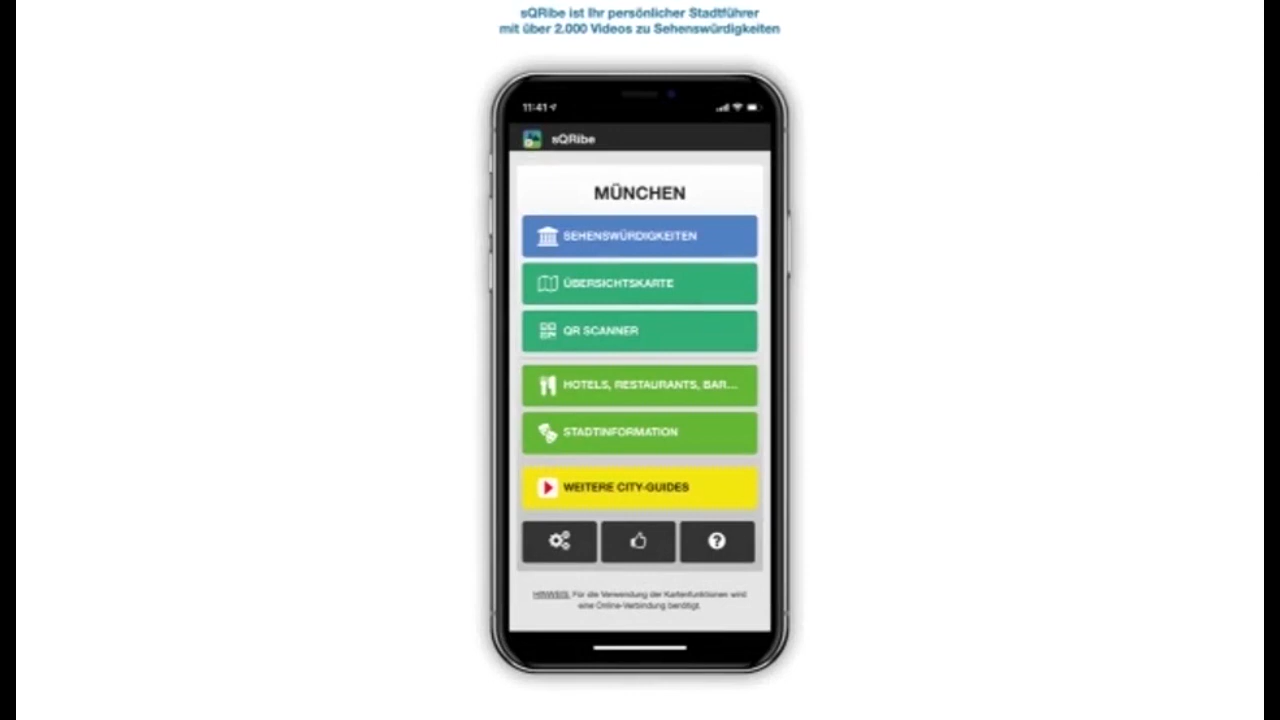 sQRibe ist Ihr persönlicher Stadtführer
mit über 2.000 Videos zu Sehenswürdigkeiten
11:41
sQRibe
MÜNCHEN
SEHENSWÜRDIGKEITEN
ÜBERSICHTSKARTE
QR SCANNER
HOTELS, RESTAURANTS, BAR...
STADTINFORMATION
WEITERE CITY-GUIDES
HINWEIS: Für die Verwendung der Kartenfunktionen wird
eine Online-Verbindung benötigt.